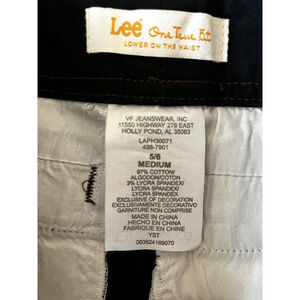 Lee One True Fit
LOWER ON THE WAIST
VF JEANSWEAR, INC
11550 HIGHWAY 278 EAST
HOLLY POND, AL 35083
LAPH30071
498-7901
5/6
MEDIUM
97% COTTON/
ALGODON/COTON
3% LYCRA SPANDEX/
LYCRA SPANDEX/
LYCRA SPANDEX/
EXCLUSIVE OF DECORATION
EXCLUSIVAMENTE DECORATIVO
GARNITURE NON COMPRISE
MADE IN CHINA
HECHO EN CHINA
FABRIQUE EN CHINE
YST
083624169070